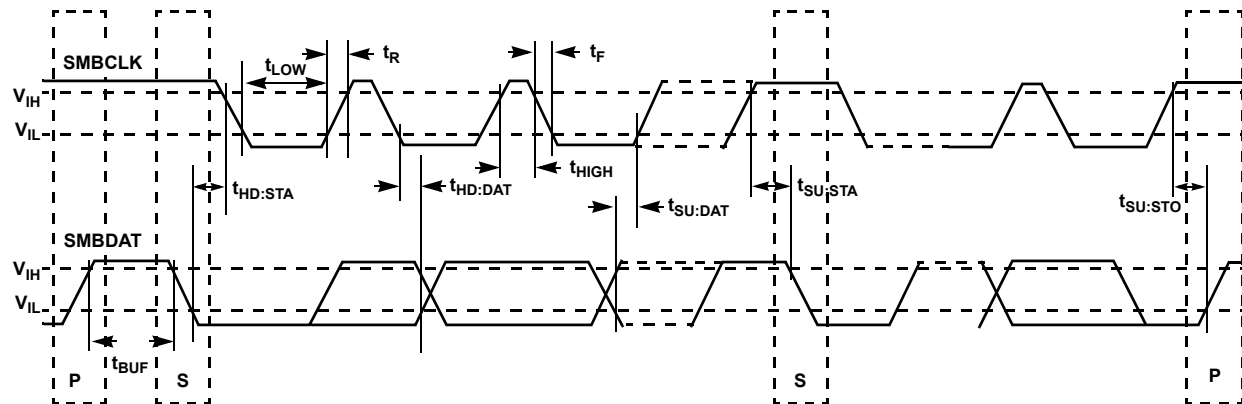 SMBCLK
tLOW
tR
tF
VIH
VIL
tHD:STA
tHD:DAT
tHIGH
tSU:DAT
tSU:STA
tSU:STO
SMBDAT
VIH
VIL
tBUF
P
S
S
P